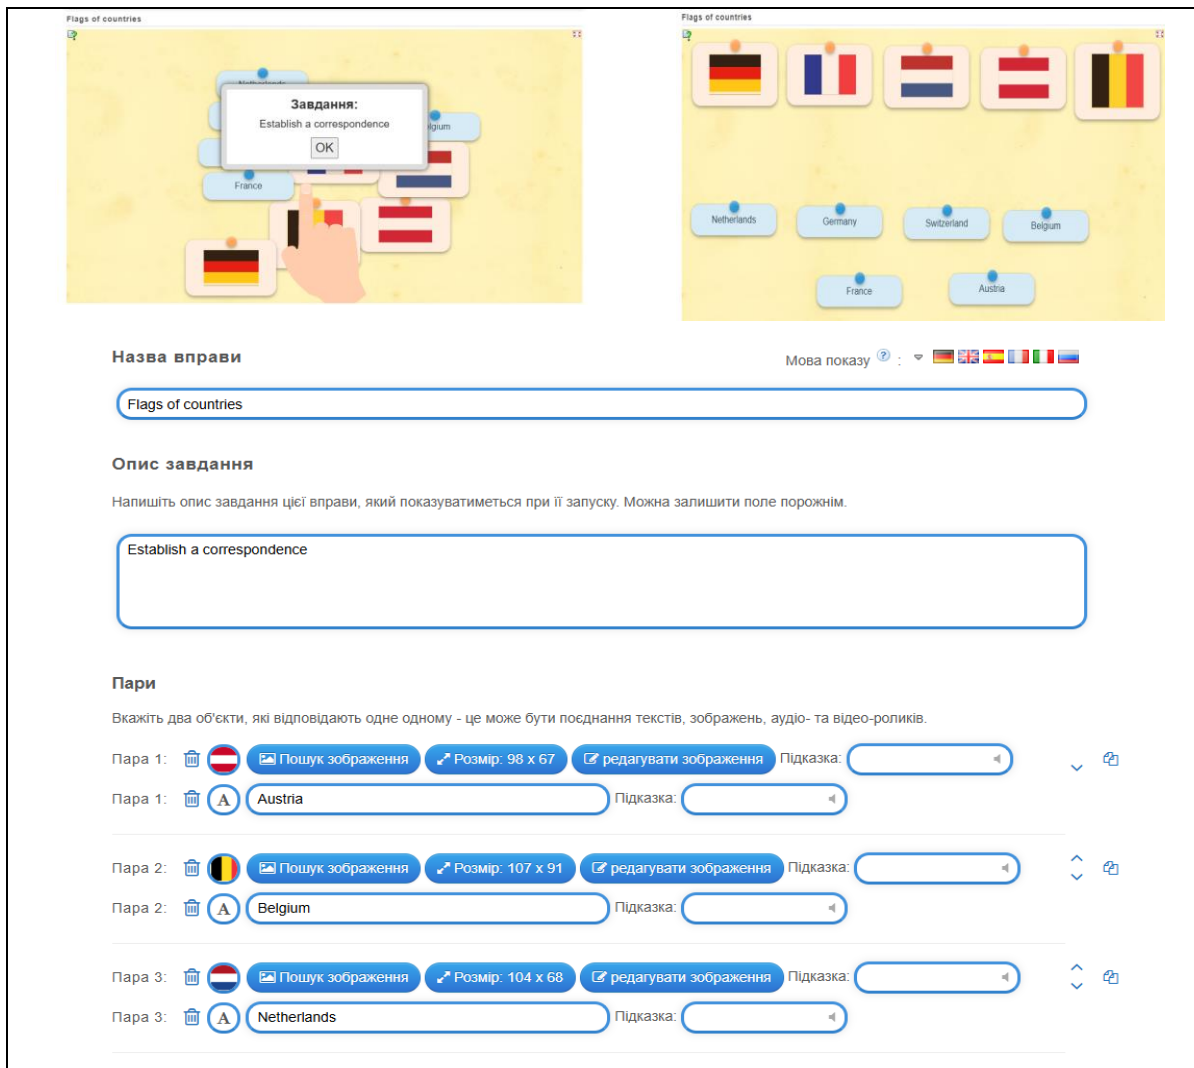 Flags of countries
Завдання:
Establish a correspondence
OK
France
Flags of countries
Netherlands
Germany
Switzerland
Belgium
France
Austria
Назва вправи
Мова показу ? :
Flags of countries
Опис завдання
Напишіть опис завдання цієї вправи, який показуватиметься при її запуску. Можна залишити поле порожнім.
Establish a correspondence
Пари
Вкажіть два об'єкти, які відповідають одне одному - це може бути поєднання текстів, зображень, аудіо- та відео-роликів.
Пара 1: Пошук зображення Розмір: 98 x 67 редагувати зображення Підказка:
Пара 1: A Austria Підказка:
Пара 2: Пошук зображення Розмір: 107 x 91 редагувати зображення Підказка:
Пара 2: A Belgium Підказка:
Пара 3: Пошук зображення Розмір: 104 x 68 редагувати зображення Підказка:
Пара 3: A Netherlands Підказка: